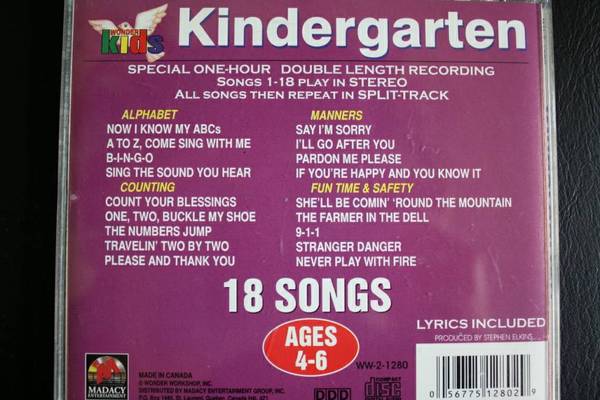 WONDER
kids
Kindergarten
SPECIAL ONE-HOUR DOUBLE LENGTH RECORDING
SONGS 1-18 PLAY IN STEREO
ALL SONGS THEN REPEAT IN SPLIT-TRACK
ALPHABET
NOW I KNOW MY ABCs
A TO Z, COME SING WITH ME
B-I-N-G-O
SING THE SOUND YOU HEAR
COUNTING
COUNT YOUR BLESSINGS
ONE, TWO, BUCKLE MY SHOE
THE NUMBERS JUMP
TRAVELIN' TWO BY TWO
PLEASE AND THANK YOU
MANNERS
SAY I'M SORRY
I'LL GO AFTER YOU
PARDON ME PLEASE
IF YOU'RE HAPPY AND YOU KNOW IT
FUN TIME & SAFETY
SHE'LL BE COMIN' 'ROUND THE MOUNTAIN
THE FARMER IN THE DELL
9-1-1
STRANGER DANGER
NEVER PLAY WITH FIRE
18 SONGS
AGES
4-6
LYRICS INCLUDED
PRODUCED BY STEPHEN ELKINS
WW-2-1280
MADACY
ENTERTAINMENT
MADE IN CANADA
© WONDER WORKSHOP, INC.
DISTRIBUTED BY MADACY ENTERTAINMENT GROUP, INC.
DDD
COMPACT
disc
0 56775 12802 9